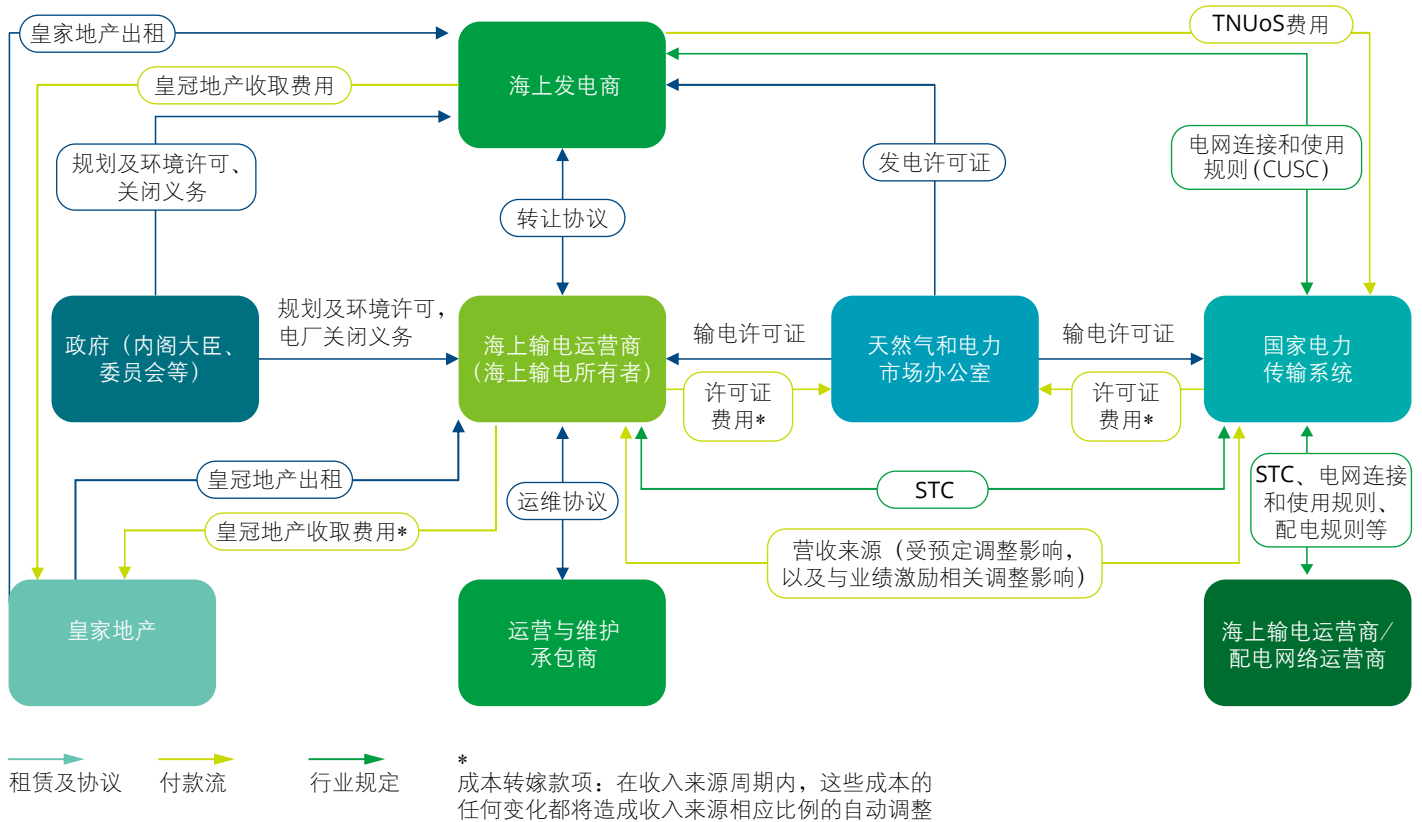 皇家地产出租
TNUoS费用
皇冠地产收取费用
海上发电商
规划及环境许可、
关闭义务
发电许可证
电网连接和使用
规则(CUSC)
转让协议
政府（内阁大臣、
委员会等）
规划及环境许可，
电厂关闭义务
海上输电运营商
（海上输电所有者）
输电许可证
天然气和电力
市场办公室
输电许可证
国家电力
传输系统
许可证
费用*
许可证
费用*
皇冠地产出租
运维协议
STC
STC、电网连接
和使用规则、
配电规则等
皇冠地产收取费用*
营收来源（受预定调整影响，
以及与业绩激励相关调整影响）
皇家地产
运营与维护
承包商
海上输电运营商/
配电网络运营商
租赁及协议
付款流
行业规定
*
成本转嫁款项：在收入来源周期内，这些成本的
任何变化都将造成收入来源相应比例的自动调整